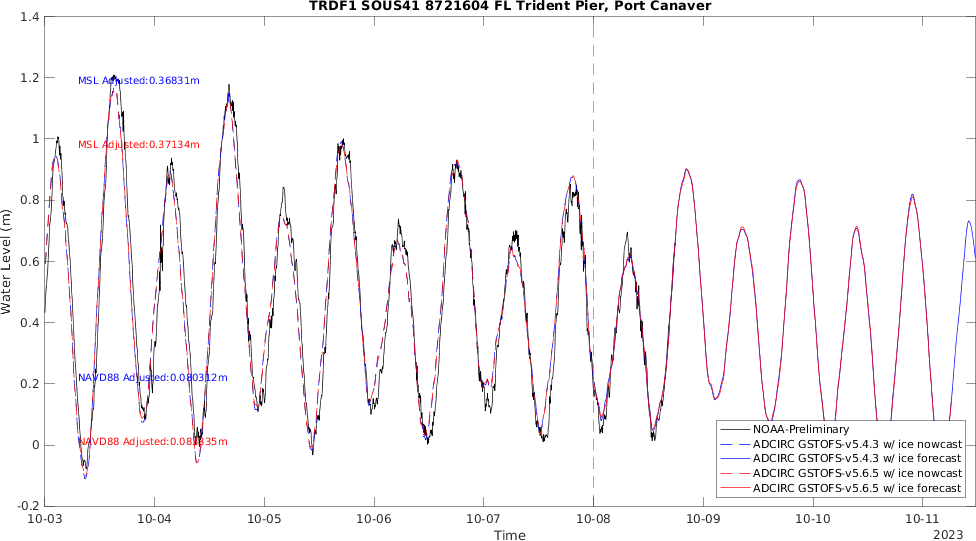 TRDF1 SOUS41 8721604 FL Trident Pier, Port Canaver
1.4
1.2
1
0.8
0.6
0.4
0.2
0
-0.2
Water Level (m)
MSL Adjusted:0.36831m
MSL Adjusted:0.37134m
NAVD88 Adjusted:0.080312m
NAVD88 Adjusted:
NOAA-Preliminary
ADCIRC GSTOFS-v5.4.3 w/ ice nowcast
ADCIRC GSTOFS-v5.4.3 w/ ice forecast
ADCIRC GSTOFS-v5.6.5 w/ ice nowcast
ADCIRC GSTOFS-v5.6.5 w/ ice forecast
10-03
10-04
10-05
10-06
10-07
10-08
10-09
10-10
10-11
Time
2023